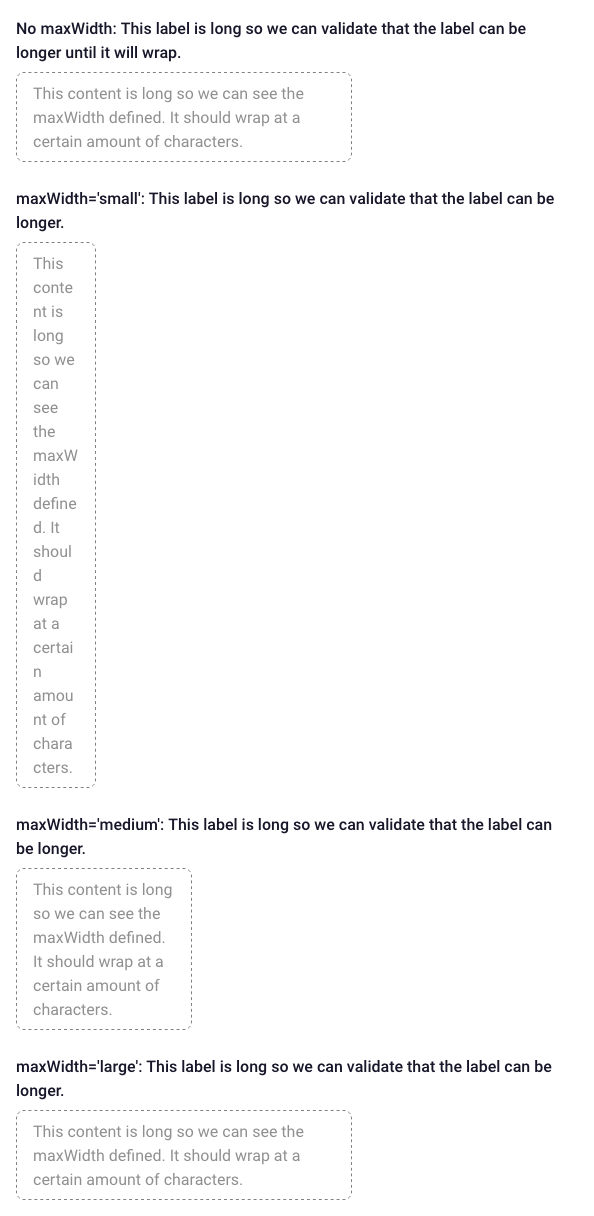 No maxWidth: This label is long so we can validate that the label can be
longer until it will wrap.
This content is long so we can see the
maxWidth defined. It should wrap at a
certain amount of characters.
maxWidth='small': This label is long so we can validate that the label can be
longer.
This
conte
nt is
long
so we
can
see
the
maxW
idth
define
d. It
shoul
d
wrap
at a
certai
n
amou
nt of
chara
cters.
maxWidth='medium': This label is long so we can validate that the label can
be longer.
This content is long
so we can see the
maxWidth defined.
It should wrap at a
certain amount of
characters.
maxWidth='large': This label is long so we can validate that the label can be
longer.
This content is long so we can see the
maxWidth defined. It should wrap at a
certain amount of characters.